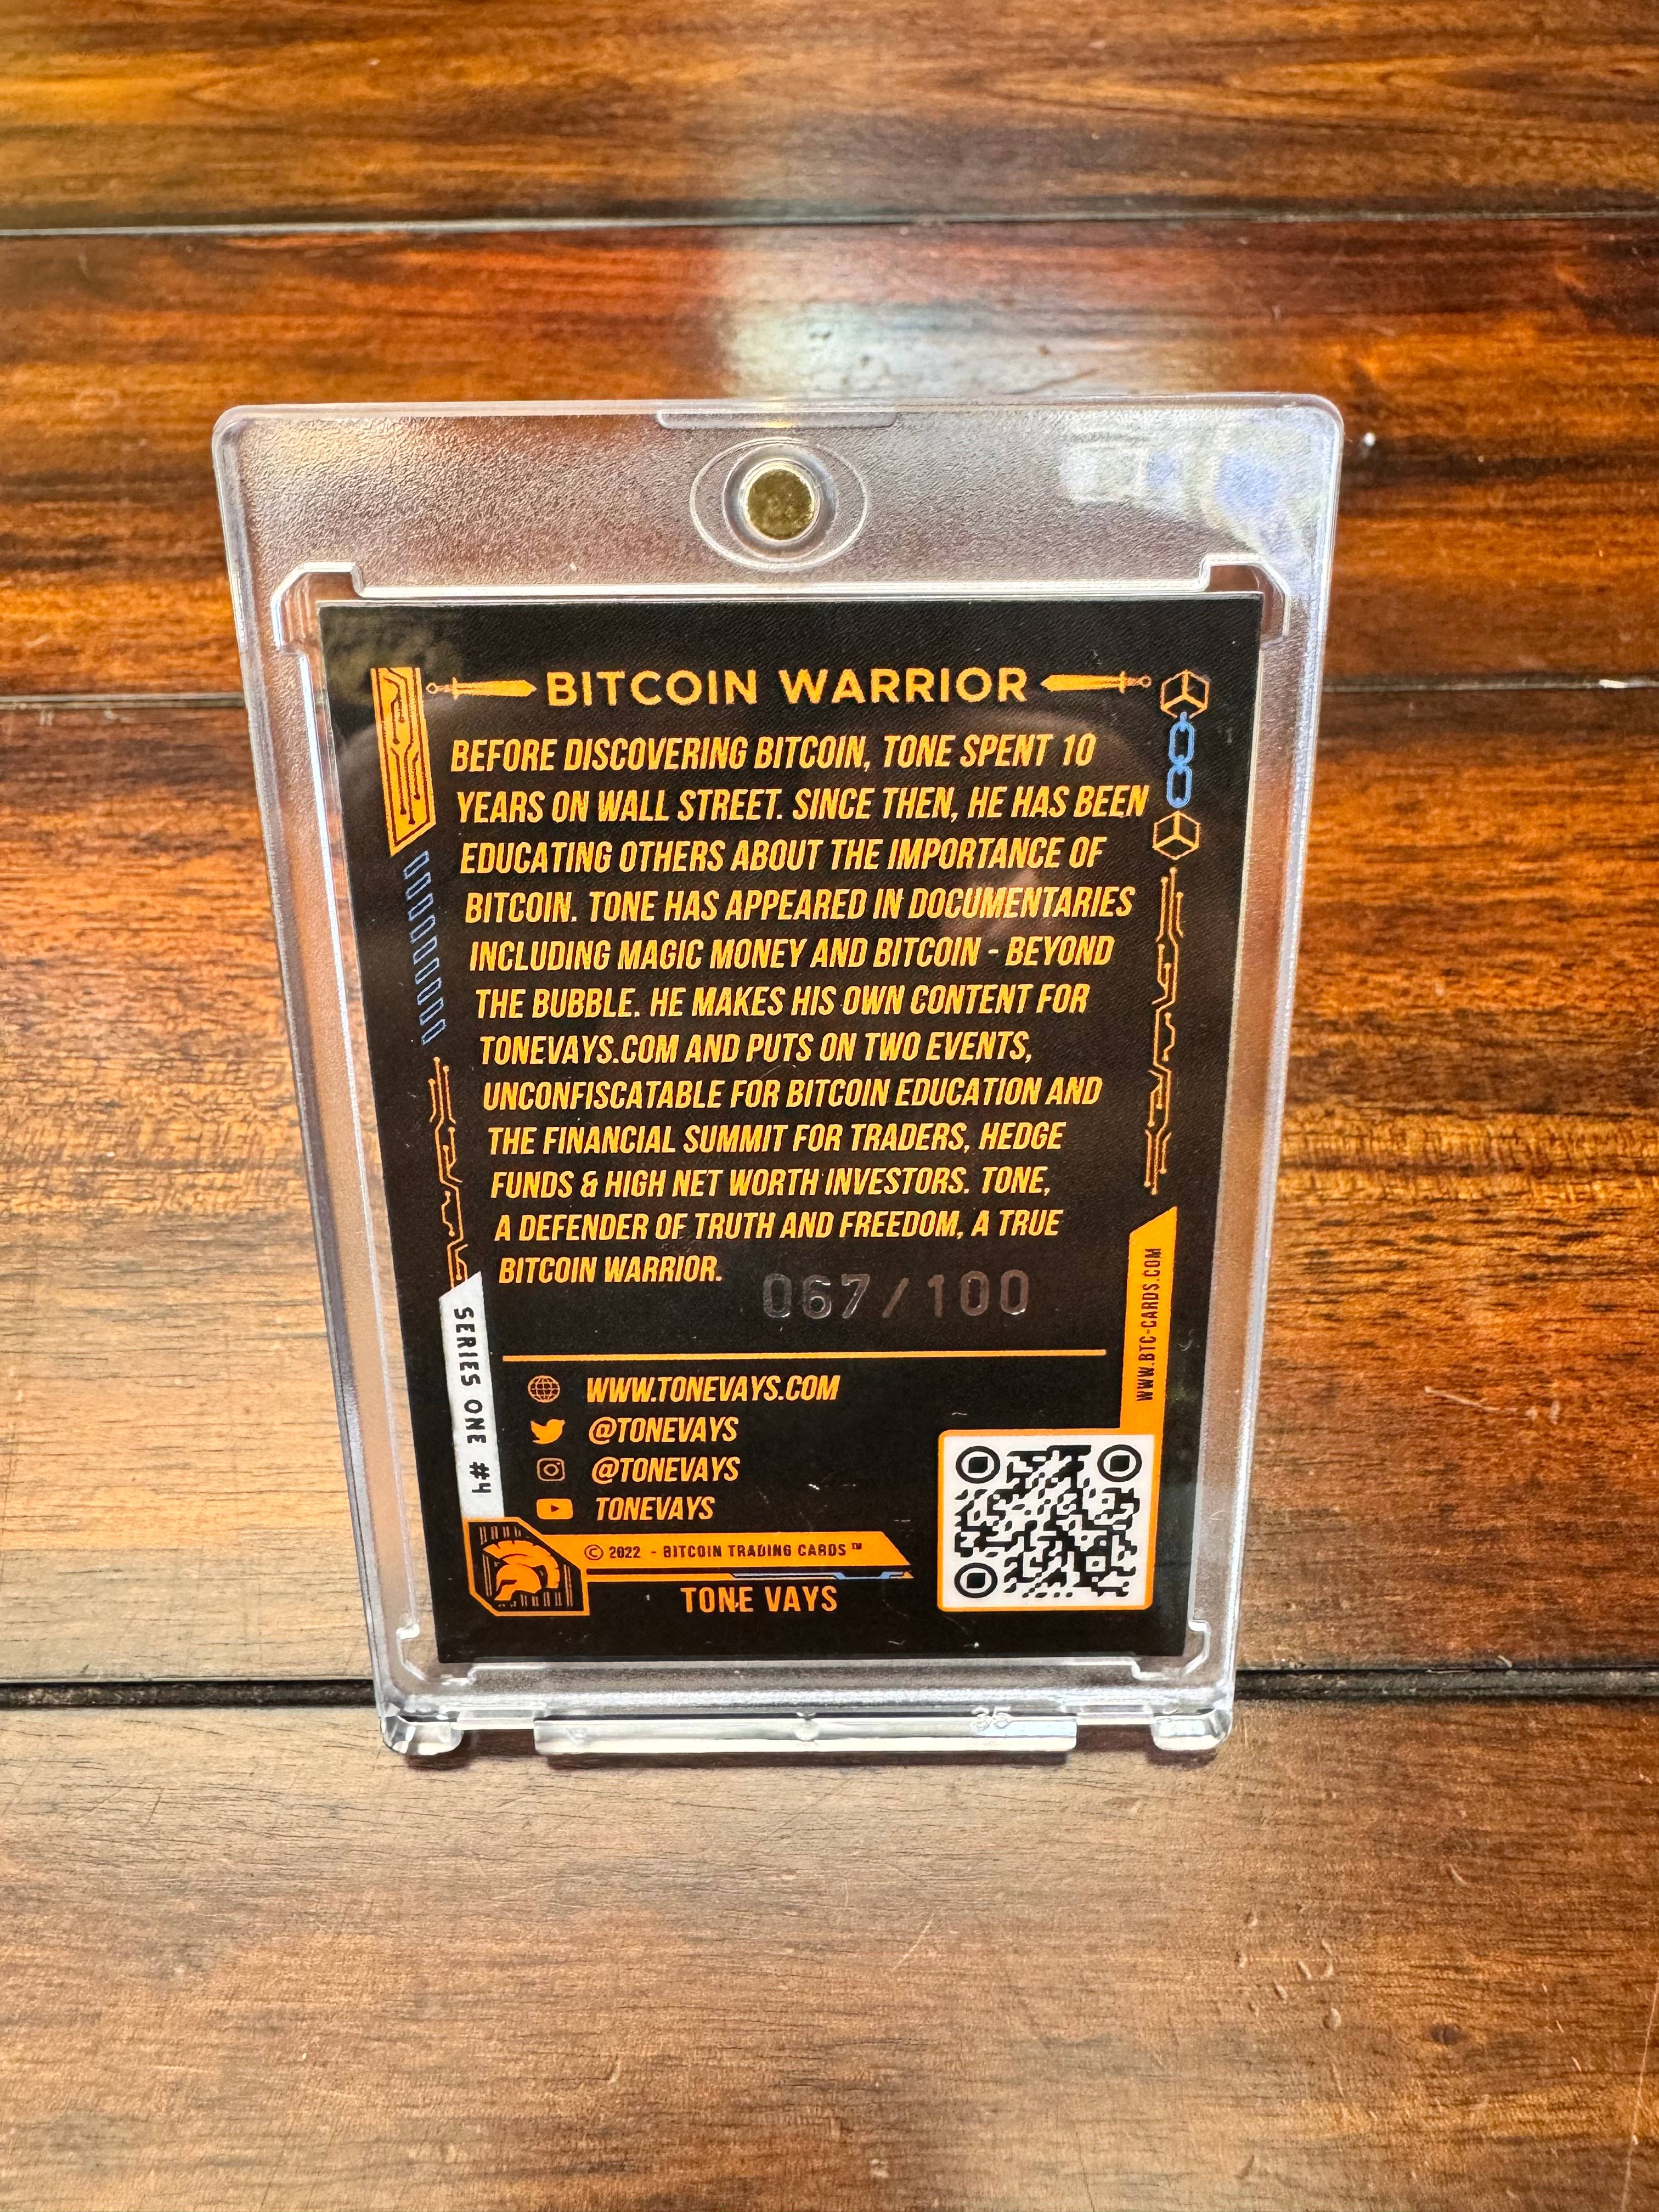 BITCOIN WARRIOR
BEFORE DISCOVERING BITCOIN, TONE SPENT 10
YEARS ON WALL STREET. SINCE THEN, HE HAS BEEN
EDUCATING OTHERS ABOUT THE IMPORTANCE OF
BITCOIN. TONE HAS APPEARED IN DOCUMENTARIES
INCLUDING MAGIC MONEY AND BITCOIN - BEYOND
THE BUBBLE. HE MAKES HIS OWN CONTENT FOR
TONEVAYS.COM AND PUTS ON TWO EVENTS,
UNCONFISCATABLE FOR BITCOIN EDUCATION AND
THE FINANCIAL SUMMIT FOR TRADERS, HEDGE
FUNDS & HIGH NET WORTH INVESTORS. TONE,
A DEFENDER OF TRUTH AND FREEDOM, A TRUE
BITCOIN WARRIOR.
067/100
SERIES ONE #4
WWW.BTC-CARDS.COM
WWW.TONEVAYS.COM
@TONEVAYS
@TONEVAYS
TONEVAYS
© 2022 - BITCOIN TRADING CARDS™
TONE VAYS
35